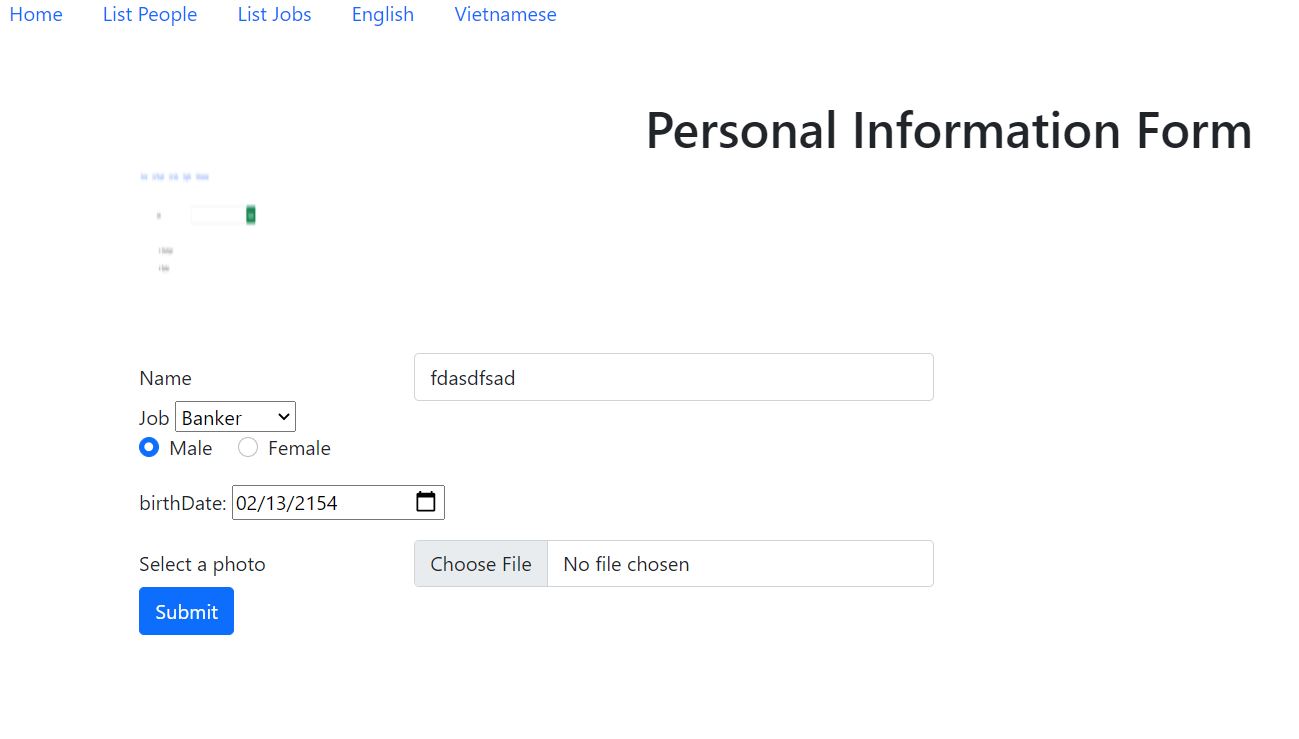 Home List People List Jobs English Vietnamese
Personal Information Form
Name fdasdfsad
Job Banker
Male Female
birthDate: 02/13/2154
Select a photo Choose File No file chosen
Submit